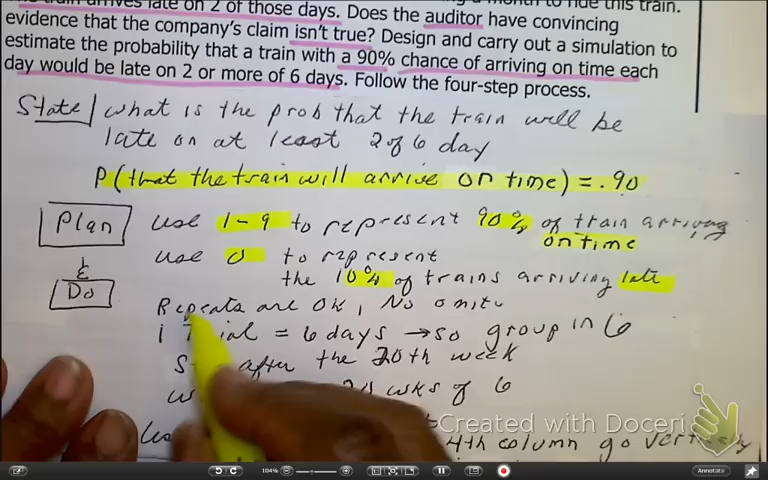 late on 2 of those days. Does the auditor have convincing
evidence that the company's claim isn't true? Design and carry out a simulation to
estimate the probability that a train with a 90% chance of arriving on time each
day would be late on 2 or more of 6 days. Follow the four-step process.
State what is the prob that the train will be
late on at least 2 of 6 day
P(that the train will arrive on time) = .90
Plan use 1-9 to represent 90% of train arriving
on time
& use 0 to represent
Do the 10% of trains arriving late
Repeats are OK, No omits
1 Trial = 6 days → so group in 6
after the 20th week
wks of 6
Created with Doceri
4th column go vertically
104%
Annotate